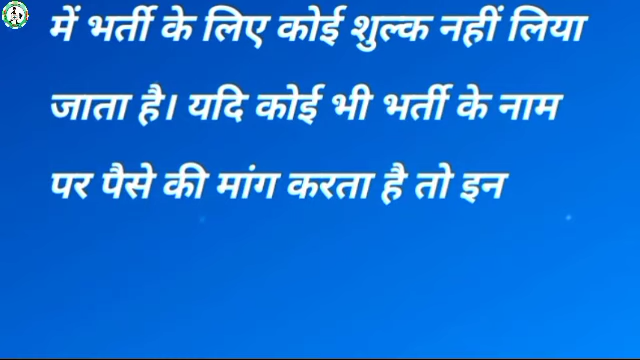 में भर्ती के लिए कोई शुल्क नहीं लिया
जाता है। यदि कोई भी भर्ती के नाम
पर पैसे की मांग करता है तो इन